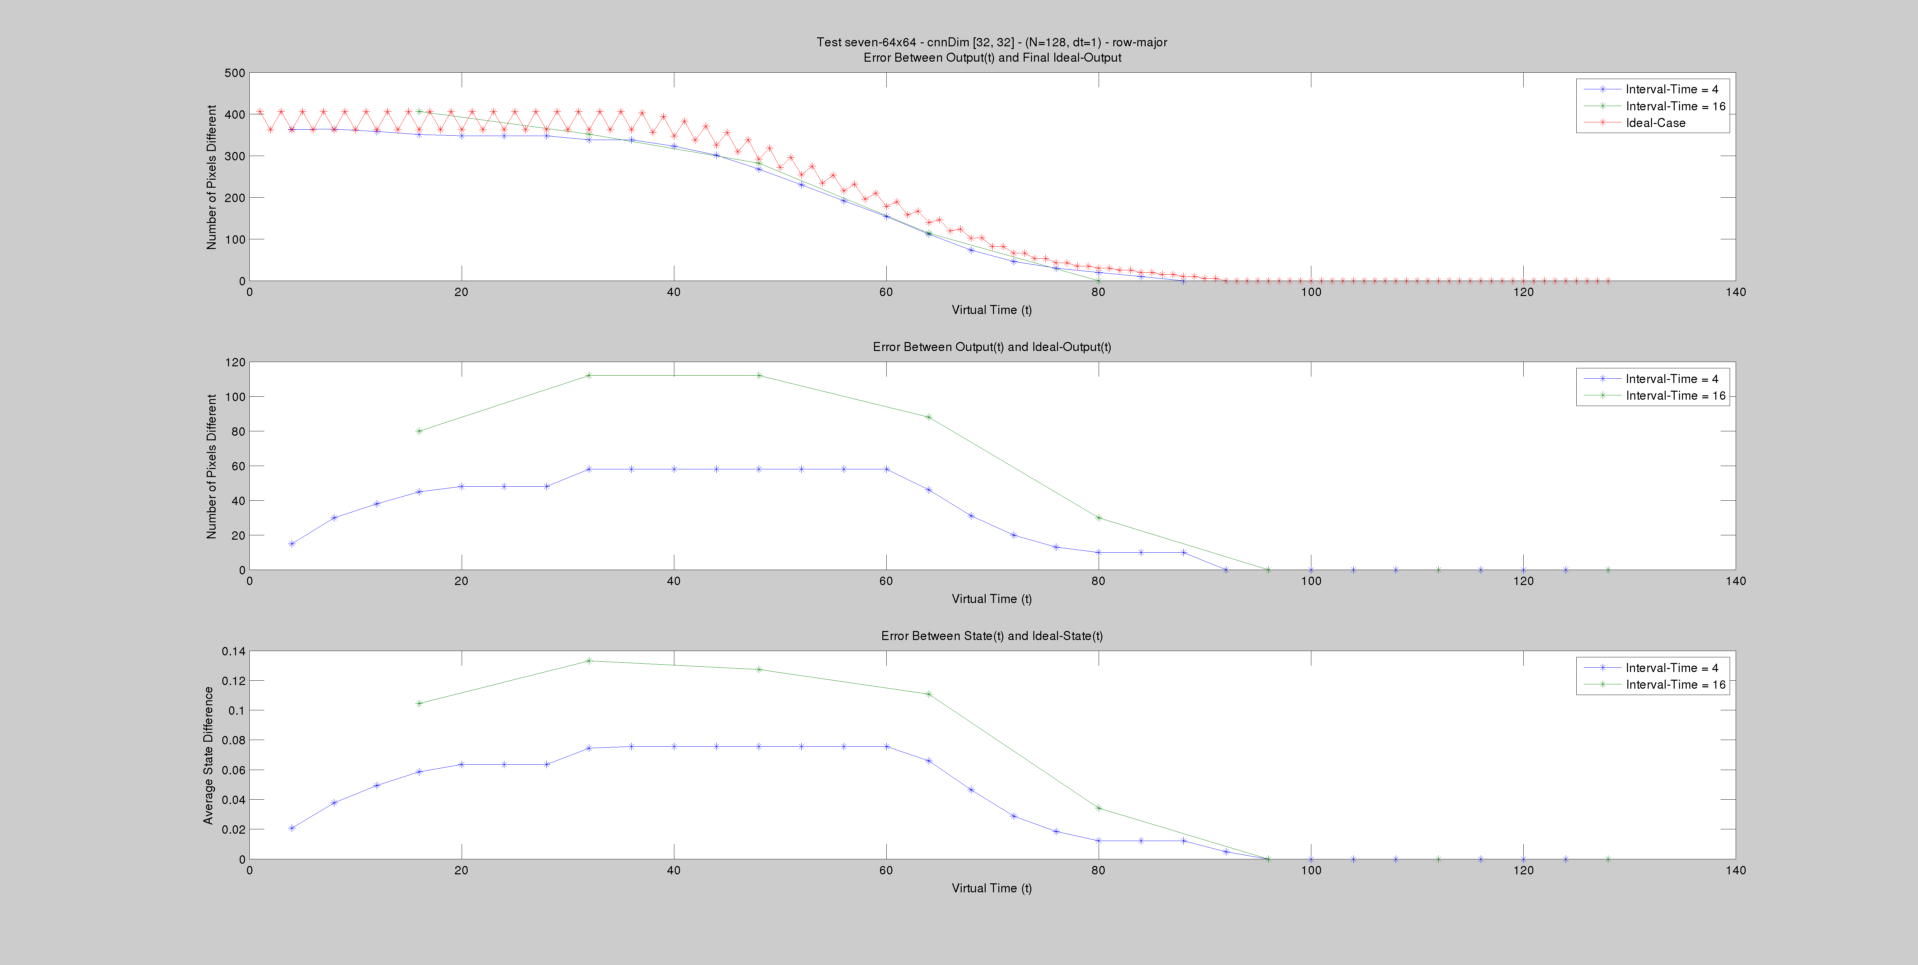 Test seven-64x64 - cnnDim [32, 32] - (N=128, dt=1) - row-major
Error Between Output(t) and Final Ideal-Output
Number of Pixels Different
500
400
300
200
100
0
0 20 40 60 80 100 120 140
Virtual Time (t)
Interval-Time = 4
Interval-Time = 16
Ideal-Case
Error Between Output(t) and Ideal-Output(t)
Number of Pixels Different
120
100
80
60
40
20
0
0 20 40 60 80 100 120 140
Virtual Time (t)
Interval-Time = 4
Interval-Time = 16
Error Between State(t) and Ideal-State(t)
Average State Difference
0.14
0.12
0.1
0.08
0.06
0.04
0.02
0
0 20 40 60 80 100 120 140
Virtual Time (t)
Interval-Time = 4
Interval-Time = 16